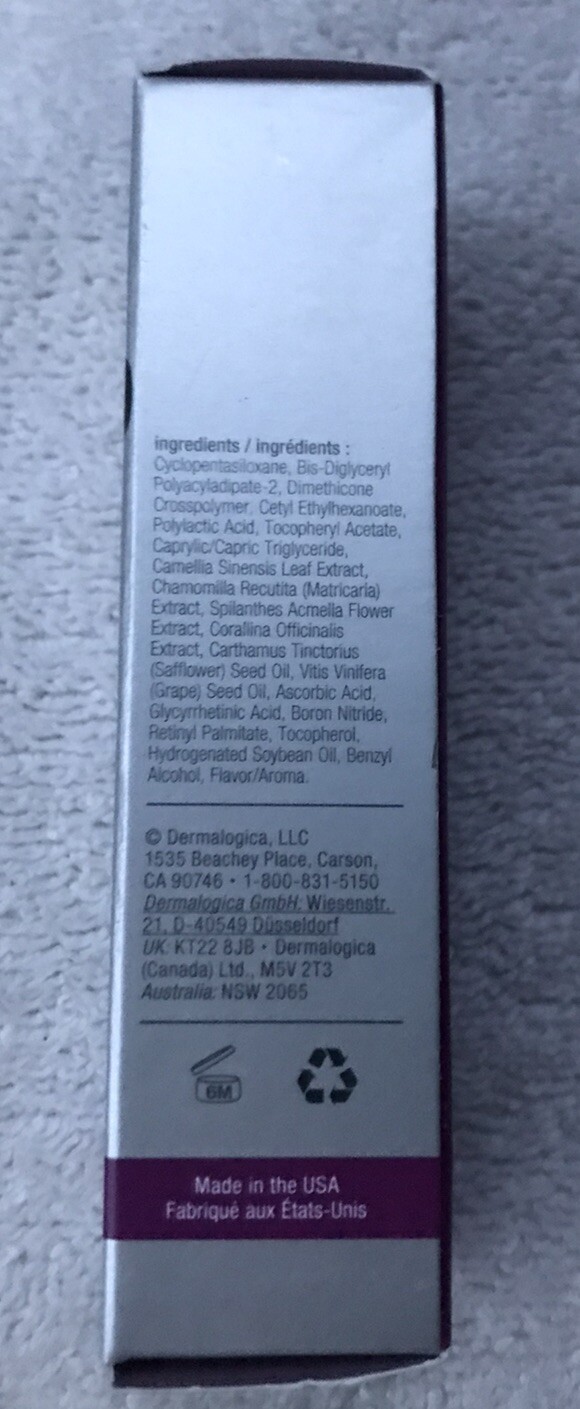 ingredients / ingrédients :
Cyclopentasiloxane, Bis-Diglyceryl
Polyacyladipate-2, Dimethicone
Crosspolymer, Cetyl Ethylhexanoate,
Polylactic Acid, Tocopheryl Acetate,
Caprylic/Capric Triglyceride,
Camellia Sinensis Leaf Extract,
Chamomilla Recutita (Matricaria)
Extract, Spilanthes Acmella Flower
Extract, Corallina Officinalis
Extract, Carthamus Tinctorius
(Safflower) Seed Oil, Vitis Vinifera
(Grape) Seed Oil, Ascorbic Acid,
Glycyrrhetinic Acid, Boron Nitride,
Retinyl Palmitate, Tocopherol,
Hydrogenated Soybean Oil, Benzyl
Alcohol, Flavor/Aroma.
© Dermalogica, LLC
1535 Beachey Place, Carson,
CA 90746 • 1-800-831-5150
Dermalogica GmbH: Wiesenstr.
21, D-40549 Düsseldorf
UK: KT22 8JB • Dermalogica
(Canada) Ltd., M5V 2T3
Australia: NSW 2065
6M
Made in the USA
Fabriqué aux États-Unis